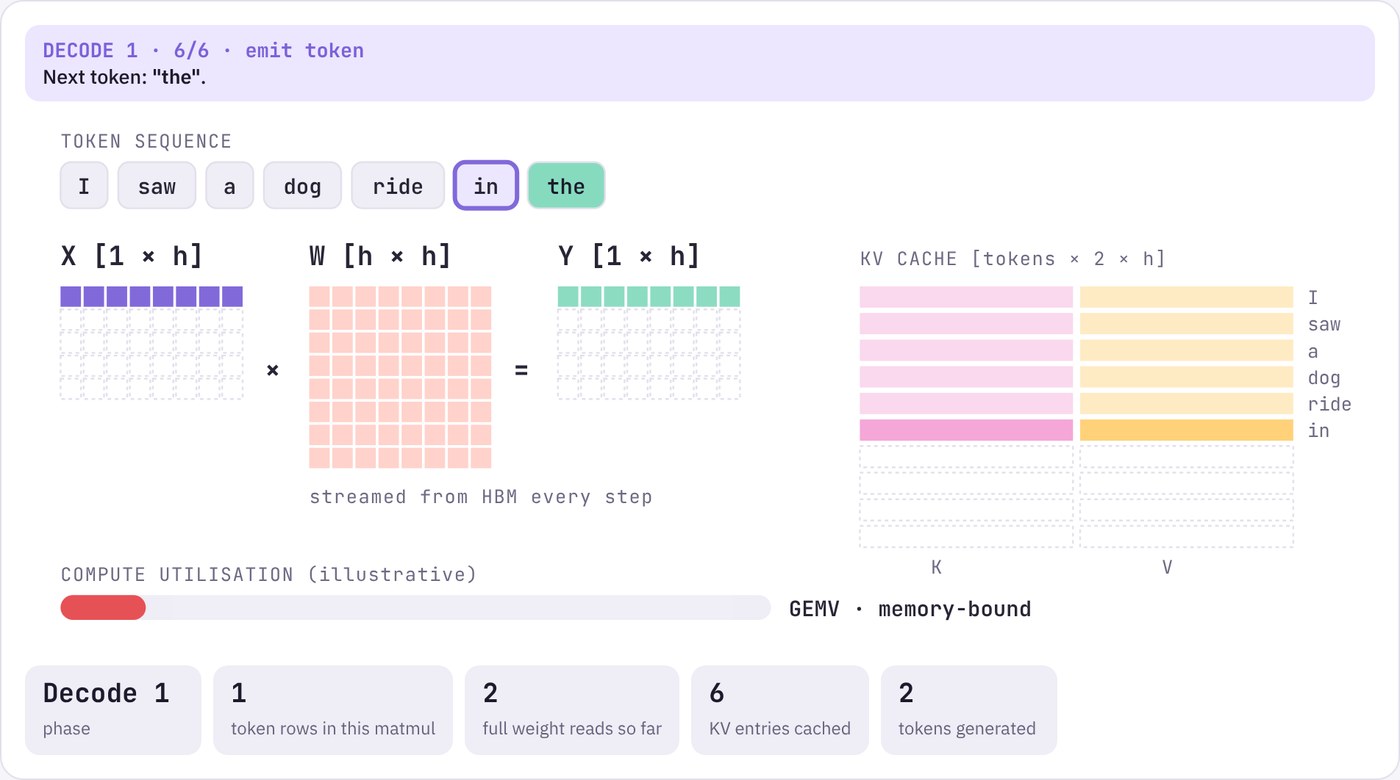 DECODE 1 · 6/6 · emit token
Next token: "the".
TOKEN SEQUENCE
I saw a dog ride in the
X [1 × h] W [h × h] Y [1 × h]
KV CACHE [tokens × 2 × h]
× =
I
saw
a
dog
ride
in
streamed from HBM every step
K V
COMPUTE UTILISATION (illustrative)
GEMV · memory-bound
Decode 1
phase
1
token rows in this matmul
2
full weight reads so far
6
KV entries cached
2
tokens generated